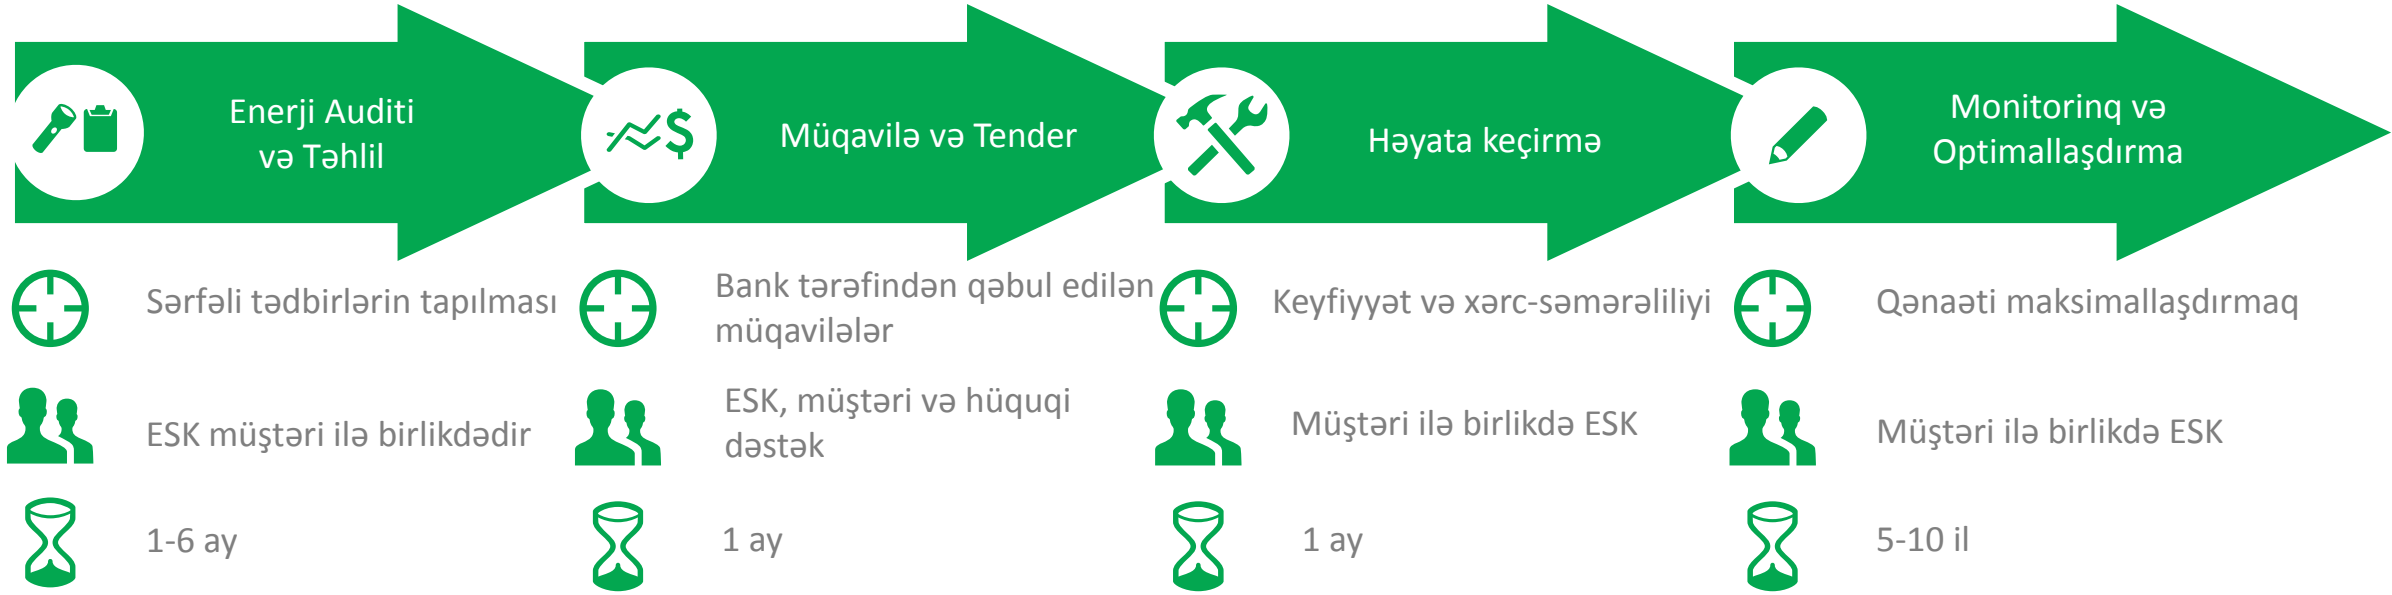 Enerji Auditi
və Təhlil
Müqavilə və Tender
Həyata keçirmə
Monitorinq və
Optimallaşdırma
Sərfəli tədbirlərin tapılması
Bank tərəfindən qəbul edilən
müqavilələr
Keyfiyyət və xərc-səmərəliliyi
Qənaəti maksimallaşdırmaq
ESK müştəri ilə birlikdədir
ESK, müştəri və hüquqi
dəstək
Müştəri ilə birlikdə ESK
Müştəri ilə birlikdə ESK
1-6 ay
1 ay
1 ay
5-10 il